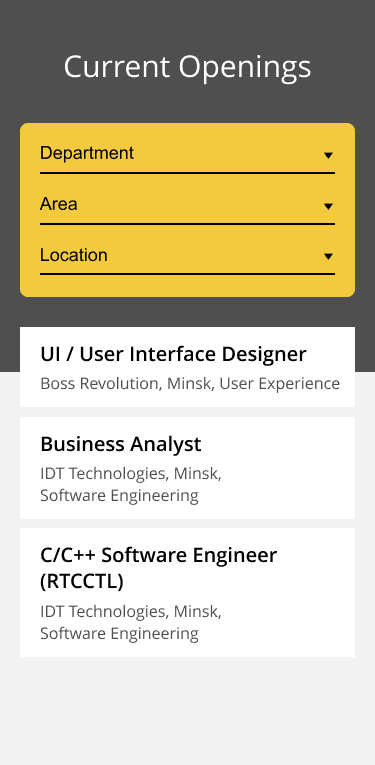 Current Openings
Department
Area
Location
UI / User Interface Designer
Boss Revolution, Minsk, User Experience
Business Analyst
IDT Technologies, Minsk,
Software Engineering
C/C++ Software Engineer
(RTCCTL)
IDT Technologies, Minsk,
Software Engineering